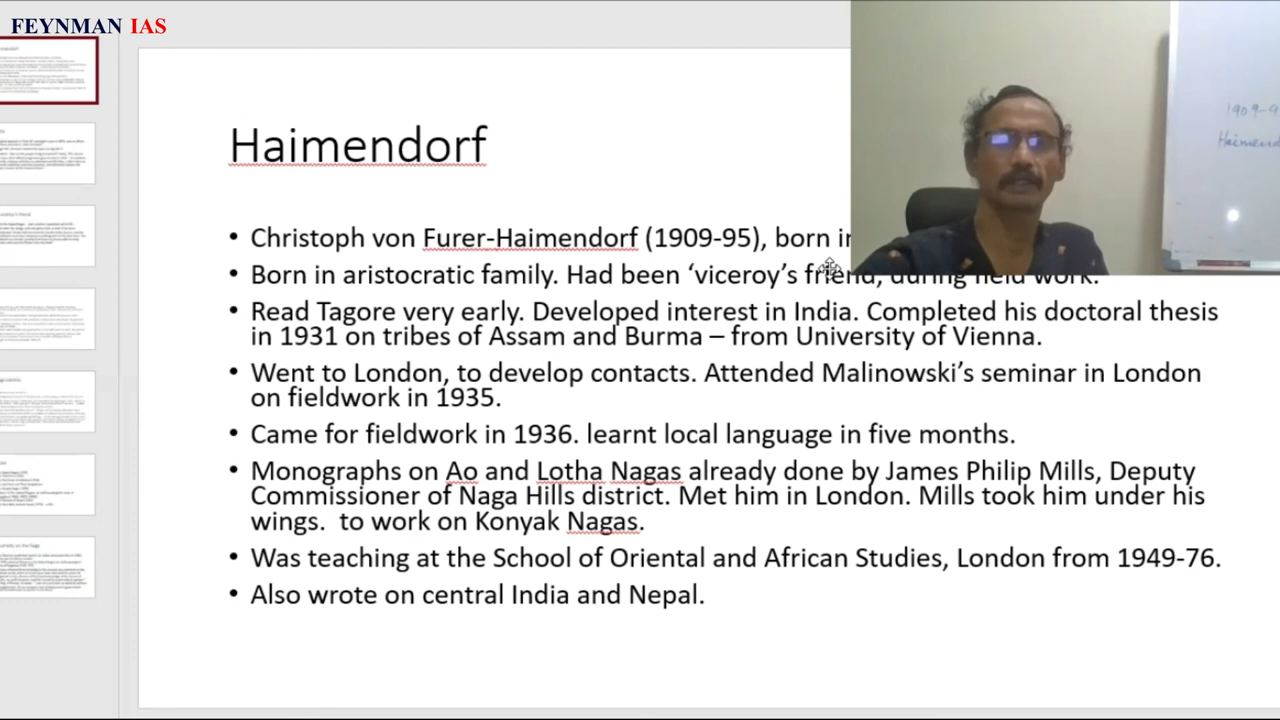 FEYNMAN IAS
Haimendorf
• Christoph von Furer-Haimendorf (1909-95), born in
• Born in aristocratic family. Had been ‘viceroy’s friend, during field work.
• Read Tagore very early. Developed interest in India. Completed his doctoral thesis
in 1931 on tribes of Assam and Burma – from University of Vienna.
• Went to London, to develop contacts. Attended Malinowski’s seminar in London
on fieldwork in 1935.
• Came for fieldwork in 1936. learnt local language in five months.
• Monographs on Ao and Lotha Nagas already done by James Philip Mills, Deputy
Commissioner of Naga Hills district. Met him in London. Mills took him under his
wings. to work on Konyak Nagas.
• Was teaching at the School of Oriental and African Studies, London from 1949-76.
• Also wrote on central India and Nepal.
1909-9
Haimend